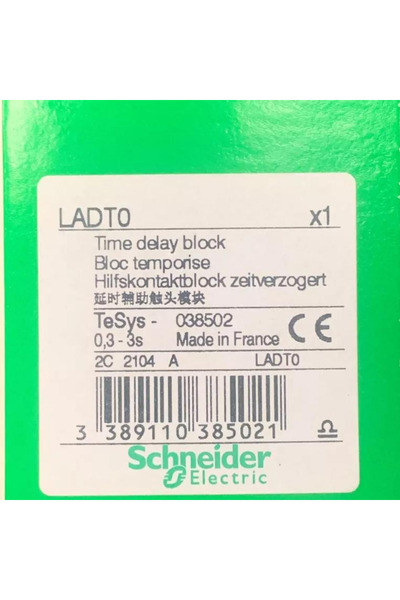 LADT0 x1
Time delay block
Bloc temporise
Hilfskontaktblock zeitverzogert
延时辅助触头模块
TeSys - 038502
0,3 - 3s Made in France CE
2C 2104 A LADT0
3 389110 385021
Schneider
Electric